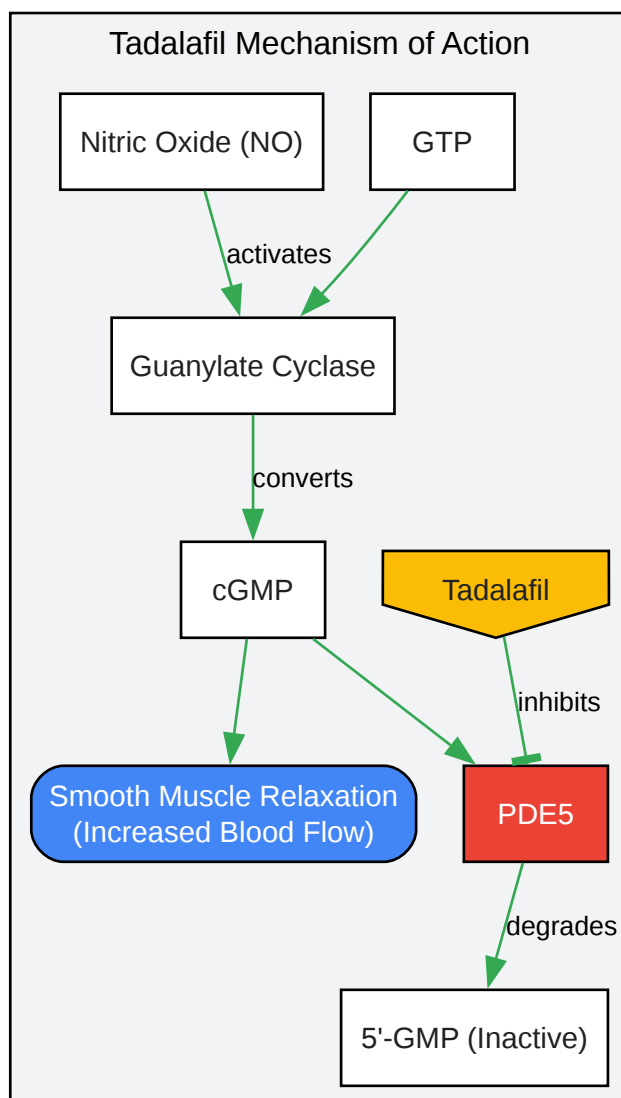 Tadalafil Mechanism of Action
Nitric Oxide (NO)
GTP
activates
Guanylate Cyclase
converts
cGMP
Tadalafil
inhibits
Smooth Muscle Relaxation
(Increased Blood Flow)
PDE5
degrades
5'-GMP (Inactive)